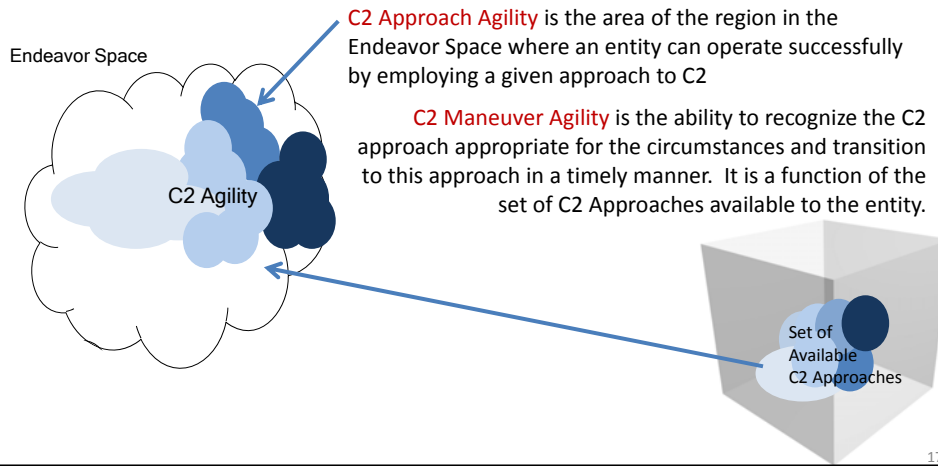 C2 Approach Agility is the area of the region in the
Endeavor Space where an entity can operate successfully
by employing a given approach to C2
Endeavor Space
C2 Maneuver Agility is the ability to recognize the C2
approach appropriate for the circumstances and transition
to this approach in a timely manner.  It is a function of the
set of C2 Approaches available to the entity.
C2 Agility
Set of
Available
C2 Approaches
17